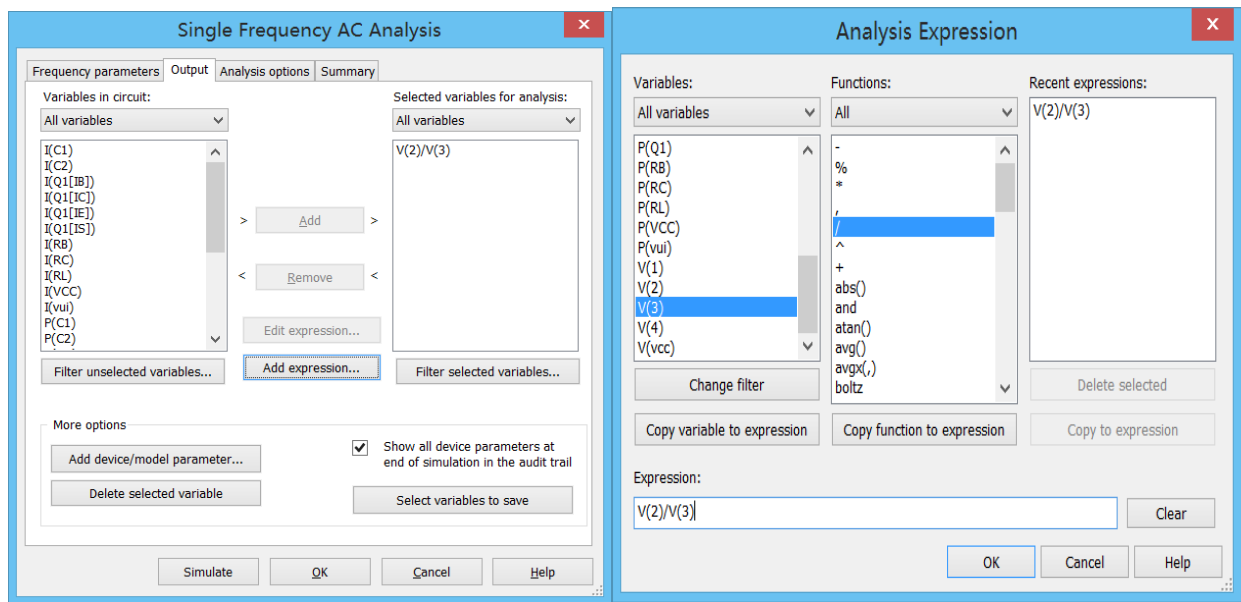 Single Frequency AC Analysis
Frequency parameters Output Analysis options Summary
Variables in circuit:
All variables
I(C1)
I(C2)
I(Q1[IB])
I(Q1[IC])
I(Q1[IE])
I(Q1[IS])
I(RB)
I(RC)
I(RL)
I(VCC)
I(vui)
P(C1)
P(C2)
Filter unselected variables...
> Add >
< Remove <
Edit expression...
Add expression...
Selected variables for analysis:
All variables
V(2)/V(3)
Filter selected variables...
More options
Add device/model parameter...
Delete selected variable
Show all device parameters at
end of simulation in the audit trail
Select variables to save
Simulate OK Cancel Help
Analysis Expression
Variables:
All variables
P(Q1)
P(RB)
P(RC)
P(RL)
P(VCC)
P(vui)
V(1)
V(2)
V(3)
V(4)
V(vcc)
Change filter
Copy variable to expression
Functions:
All
-
%
*
,
/
^
+
abs()
and
atan()
avg()
avgx(,)
boltz
Copy function to expression
Recent expressions:
V(2)/V(3)
Delete selected
Copy to expression
Expression:
V(2)/V(3)
Clear
OK Cancel Help